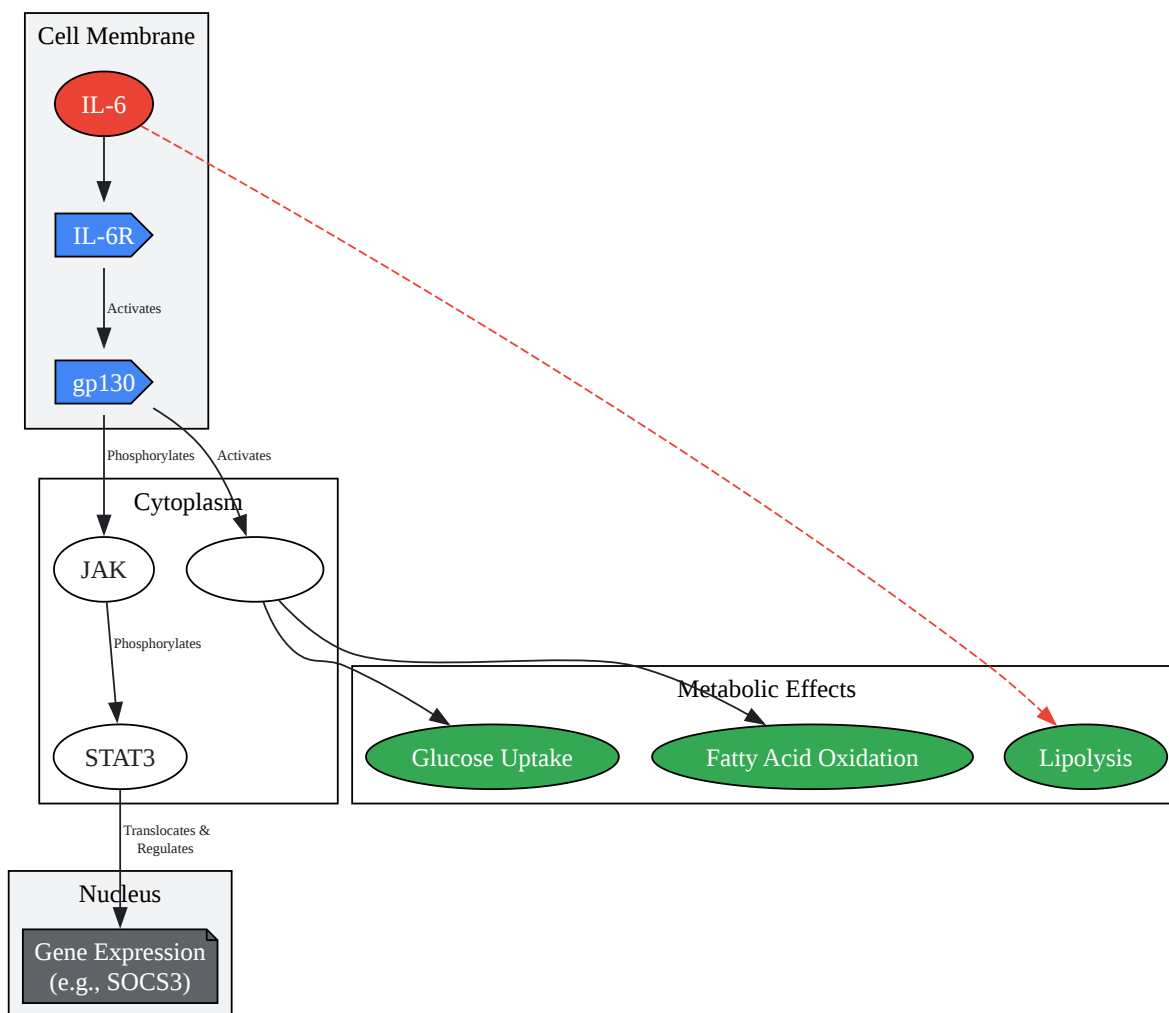 Cell Membrane
IL-6
IL-6R
Activates
gp130
Phosphorylates
Activates
Cytoplasm
JAK
Phosphorylates
Metabolic Effects
STAT3
Glucose Uptake
Fatty Acid Oxidation
Lipolysis
Translocates &
Regulates
Nucleus
Gene Expression
(e.g., SOCS3)